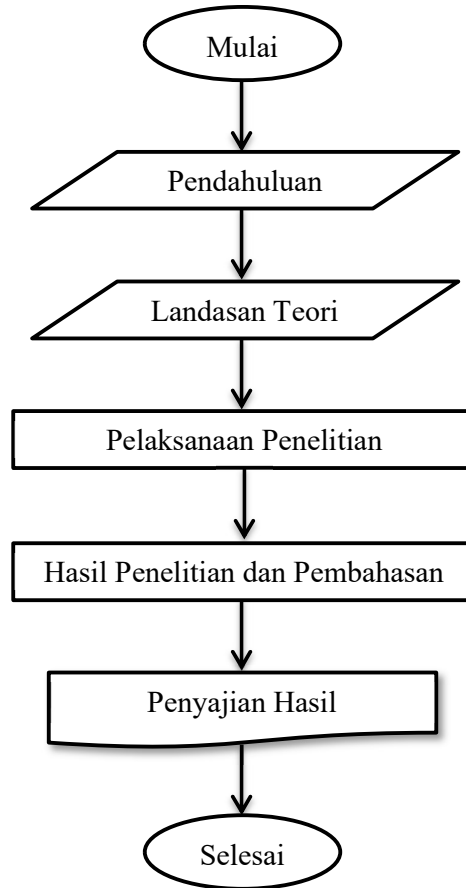 Mulai
Pendahuluan
Landasan Teori
Pelaksanaan Penelitian
Hasil Penelitian dan Pembahasan
Penyajian Hasil
Selesai